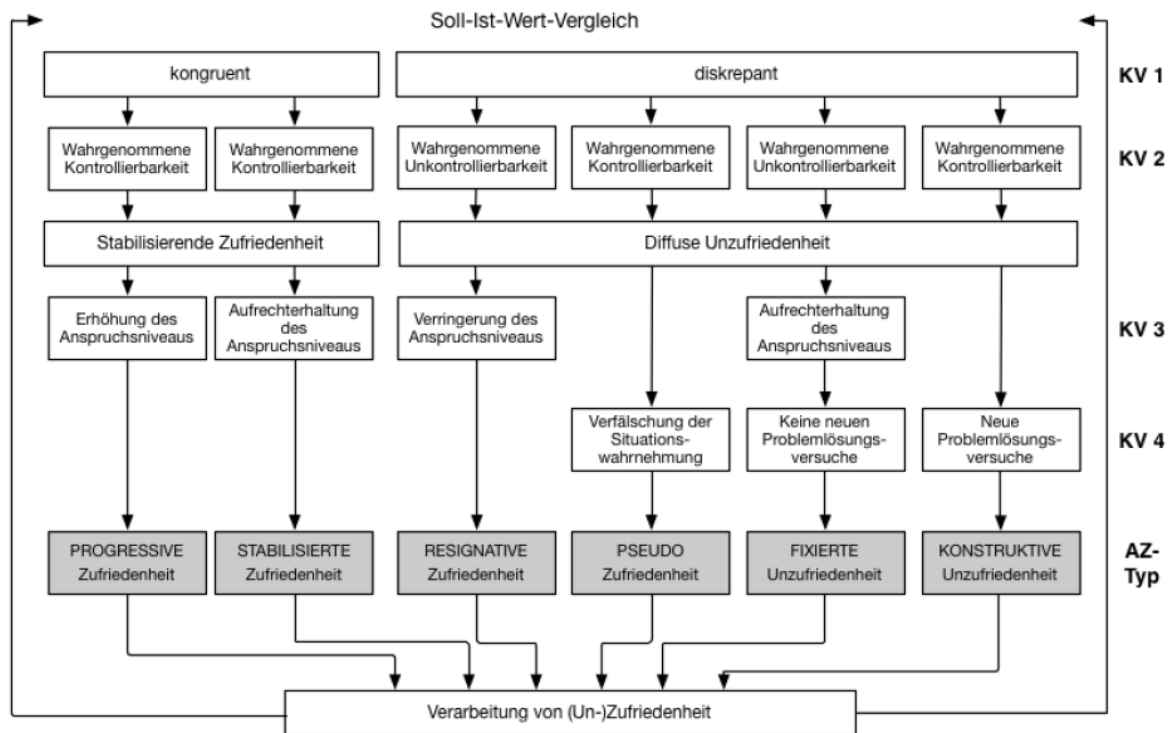 Soll-Ist-Wert-Vergleich
kongruent
diskrepant
KV 1
Wahrgenommene
Kontrollierbarkeit
Wahrgenommene
Kontrollierbarkeit
Wahrgenommene
Unkontrollierbarkeit
Wahrgenommene
Kontrollierbarkeit
Wahrgenommene
Unkontrollierbarkeit
Wahrgenommene
Kontrollierbarkeit
KV 2
Stabilisierende Zufriedenheit
Diffuse Unzufriedenheit
Erhöhung des
Anspruchsniveaus
Aufrechterhaltung
des
Anspruchsniveaus
Verringerung des
Anspruchsniveaus
Aufrechterhaltung
des
Anspruchsniveaus
KV 3
Verfälschung der
Situations-
wahrnehmung
Keine neuen
Problemlösungs-
versuche
Neue
Problemlösungs-
versuche
KV 4
PROGRESSIVE
Zufriedenheit
STABILISIERTE
Zufriedenheit
RESIGNATIVE
Zufriedenheit
PSEUDO
Zufriedenheit
FIXIERTE
Unzufriedenheit
KONSTRUKTIVE
Unzufriedenheit
AZ-
Typ
Verarbeitung von (Un-)Zufriedenheit